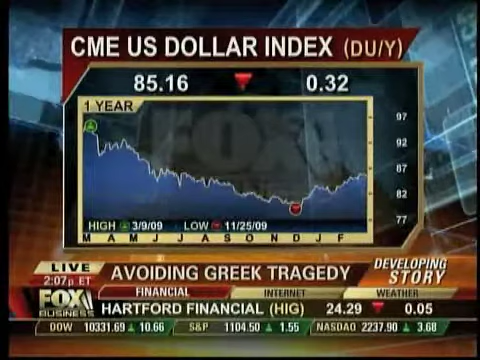 CME US DOLLAR INDEX (DU/Y)
85.16 0.32
1 YEAR
97
92
87
82
77
HIGH 3/9/09 LOW 11/25/09
M A M J J A S O N D J F
LIVE
2:07p ET
AVOIDING GREEK TRAGEDY
DEVELOPING
STORY
FINANCIAL INTERNET WEATHER
FOX
BUSINESS
HARTFORD FINANCIAL (HIG) 24.29 0.05
DOW 10331.69 10.66 S&P 1104.50 1.55 NASDAQ 2237.90 3.68